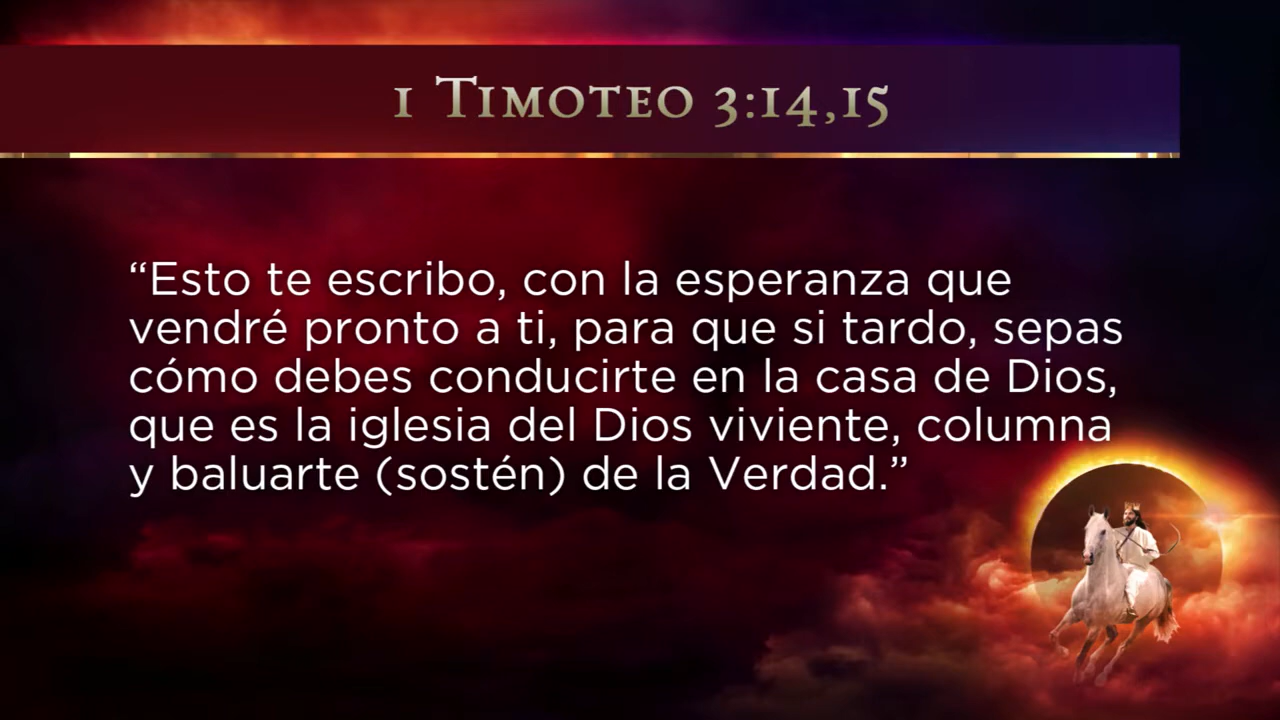 1 Timoteo 3:14,15
“Esto te escribo, con la esperanza que
vendré pronto a ti, para que si tardo, sepas
cómo debes conducirte en la casa de Dios,
que es la iglesia del Dios viviente, columna
y baluarte (sostén) de la Verdad.”